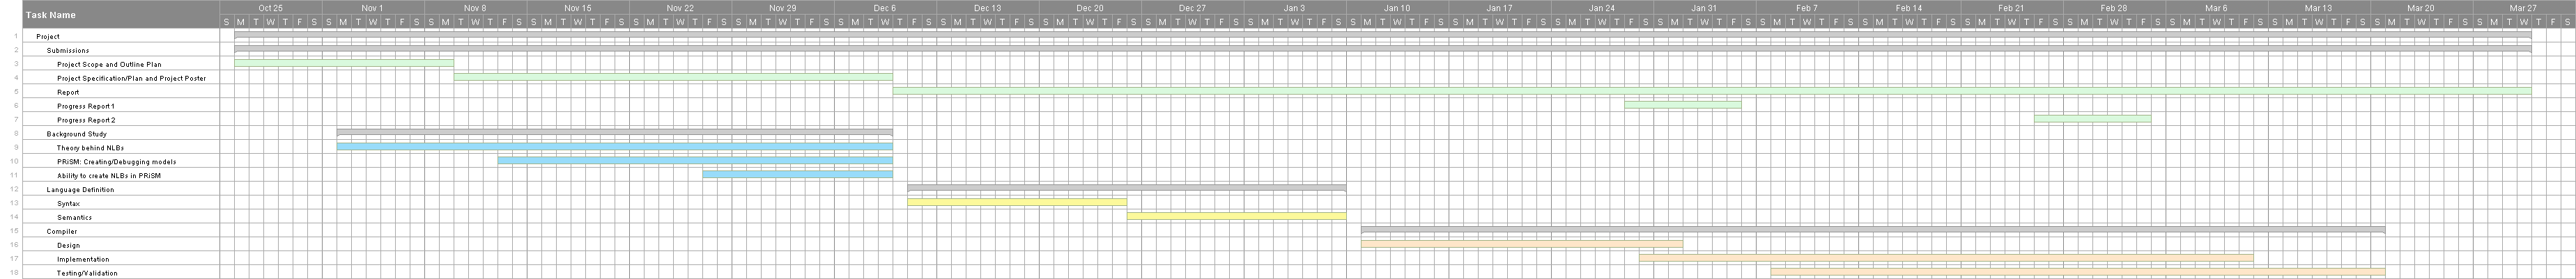 Task Name Oct 25 Nov 1 Nov 8 Nov 15 Nov 22 Nov 29 Dec 6 Dec 13 Dec 20 Dec 27 Jan 3 Jan 10 Jan 17 Jan 24 Jan 31 Feb 7 Feb 14 Feb 21 Feb 28 Mar 6 Mar 13 Mar 20 Mar 27
S M T W T F S S M T W T F S S M T W T F S S M T W T F S S M T W T F S S M T W T F S S M T W T F S S M T W T F S S M T W T F S S M T W T F S S M T W T F S S M T W T F S S M T W T F S S M T W T F S S M T W T F S S M T W T F S S M T W T F S S M T W T F S S M T W T F S S M T W T F S S M T W T F S S M T W T F S S M T W T F S S M T W T F S
1 Project
2 Submissions
3 Project Scope and Outline Plan
4 Project Specification/Plan and Project Poster
5 Report
6 Progress Report 1
7 Progress Report 2
8 Background Study
9 Theory behind NLBs
10 PRiSM: Creating/Debugging models
11 Ability to create NLBs in PRiSM
12 Language Definition
13 Syntax
14 Semantics
15 Compiler
16 Design
17 Implementation
18 Testing/Validation